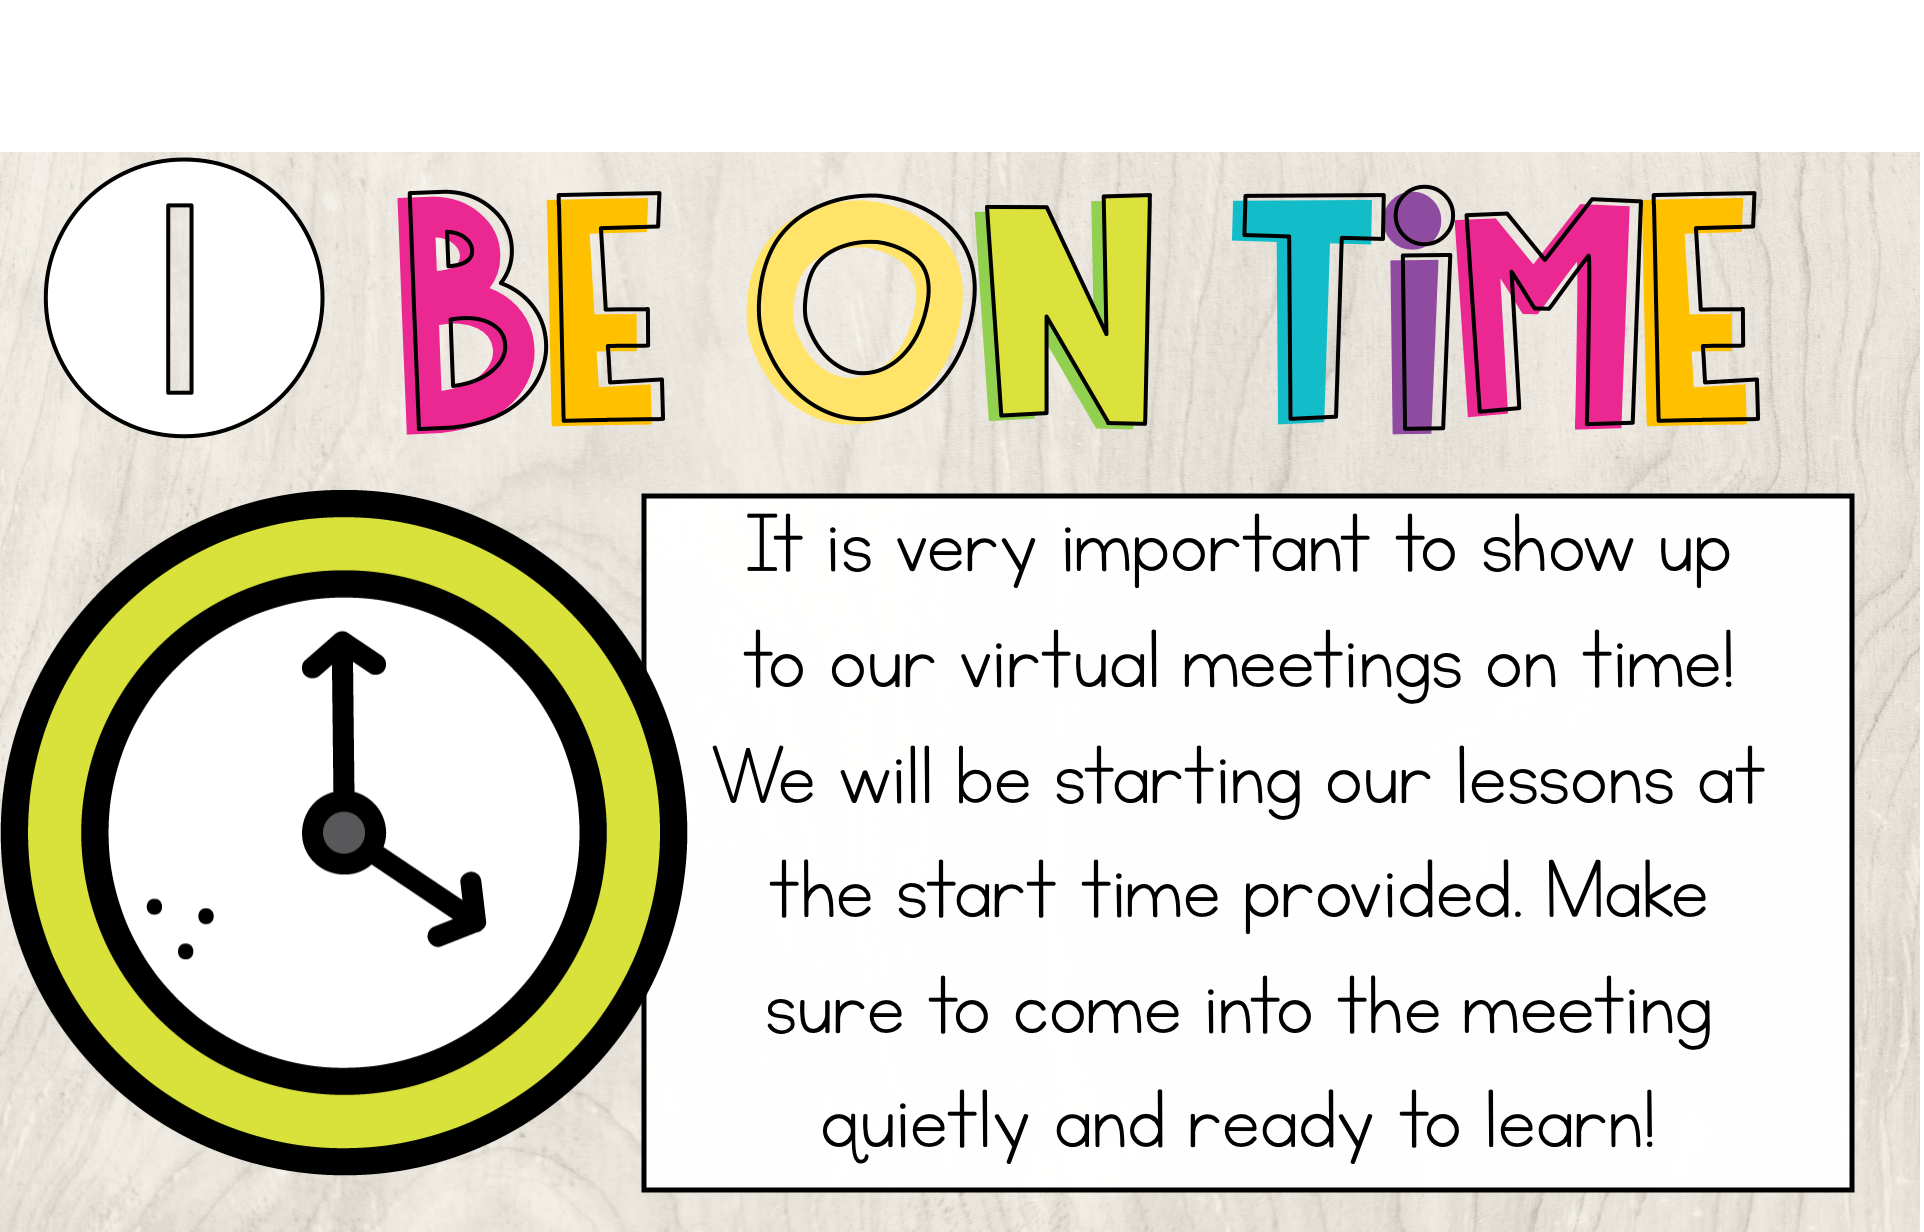 1 BE ON TiME
It is very important to show up
to our virtual meetings on time!
We will be starting our lessons at
the start time provided. Make
sure to come into the meeting
quietly and ready to learn!